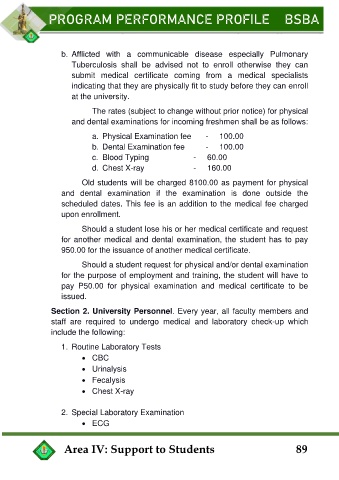 PROGRAM PERFORMANCE PROFILE BSBA
b. Afflicted with a communicable disease especially Pulmonary
Tuberculosis shall be advised not to enroll otherwise they can
submit medical certificate coming from a medical specialists
indicating that they are physically fit to study before they can enroll
at the university.
The rates (subject to change without prior notice) for physical
and dental examinations for incoming freshmen shall be as follows:
a. Physical Examination fee - 100.00
b. Dental Examination fee - 100.00
c. Blood Typing - 60.00
d. Chest X-ray - 160.00
Old students will be charged 8100.00 as payment for physical
and dental examination if the examination is done outside the
scheduled dates. This fee is an addition to the medical fee charged
upon enrollment.
Should a student lose his or her medical certificate and request
for another medical and dental examination, the student has to pay
950.00 for the issuance of another medical certificate.
Should a student request for physical and/or dental examination
for the purpose of employment and training, the student will have to
pay P50.00 for physical examination and medical certificate to be
issued.
Section 2. University Personnel. Every year, all faculty members and
staff are required to undergo medical and laboratory check-up which
include the following:
1. Routine Laboratory Tests
• CBC
• Urinalysis
• Fecalysis
• Chest X-ray
2. Special Laboratory Examination
• ECG
Area IV: Support to Students 89